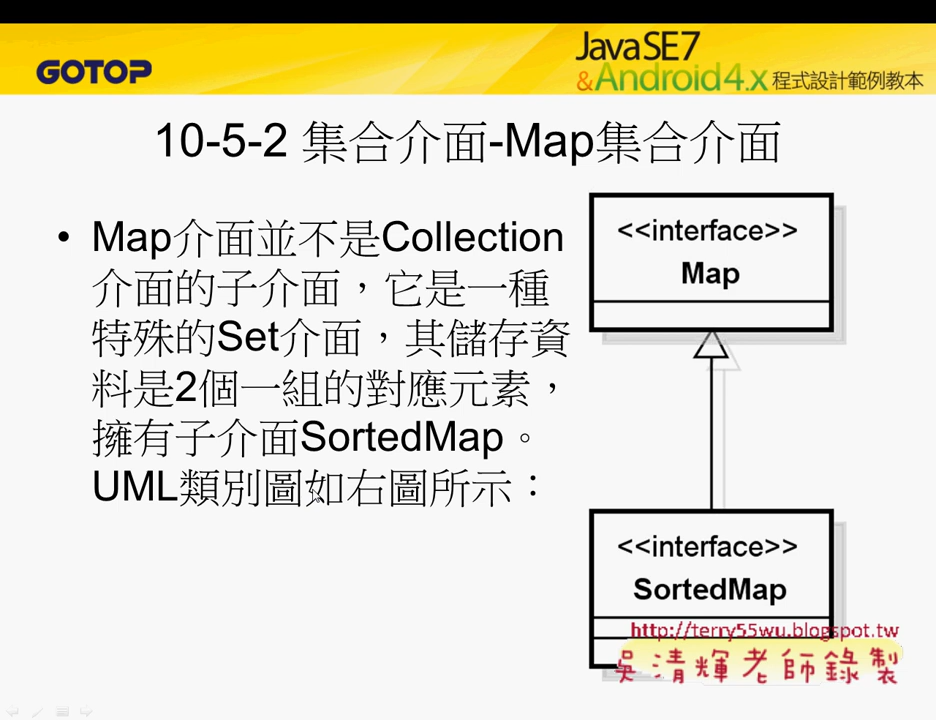 GOTOP
JavaSE7
&Android4.x 程式設計範例教本
10-5-2 集合介面-Map集合介面
• Map介面並不是Collection
介面的子介面，它是一種
特殊的Set介面，其儲存資
料是2個一組的對應元素，
擁有子介面SortedMap。
UML類別圖如右圖所示：
<<interface>>
Map
<<interface>>
SortedMap
http://terry55wu.blogspot.tw
吳清輝老師錄製